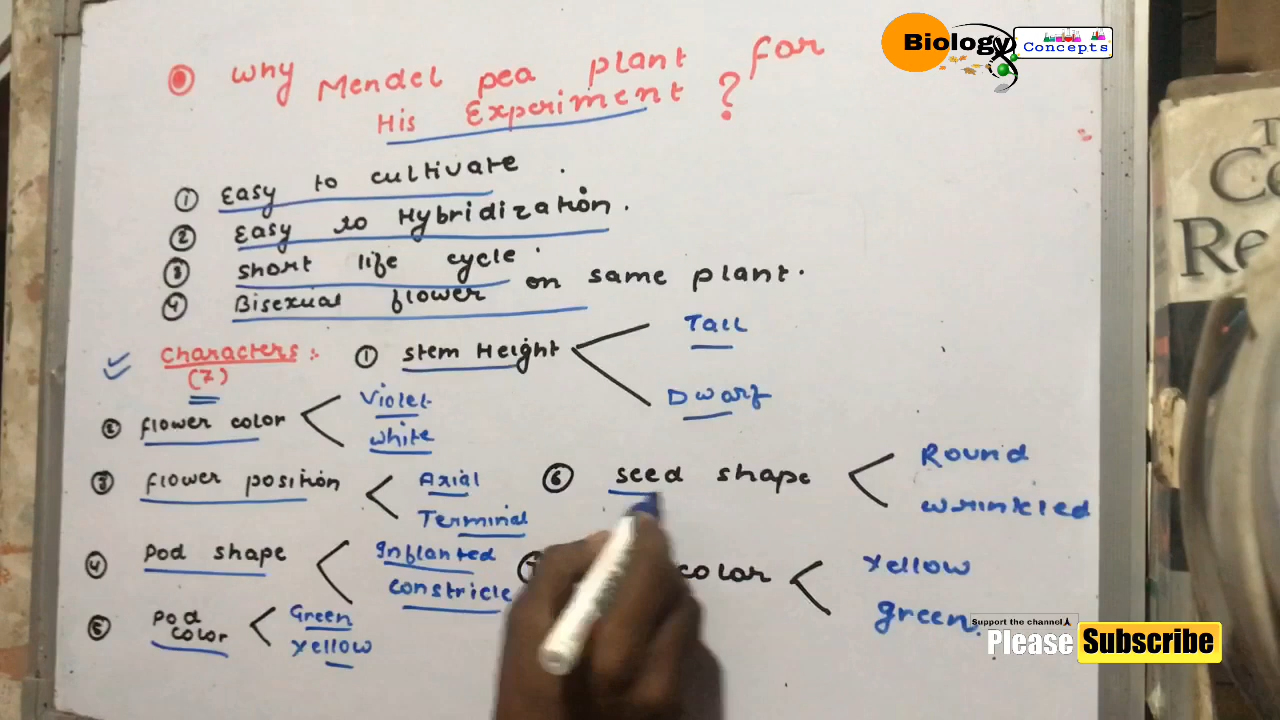 Biology Concepts
Why Mendel pea plant for
His Experiment ?
① Easy to cultivate .
② Easy to Hybridization .
③ short life cycle .
④ Bisexual flower on same plant .
Characters :
(7)
① stem Height
Tall
Dwarf
② flower color
Violet
white
③ flower position
Axial
Terminal
④ Pod shape
Inflanted
constricle
⑤ Pod color
Green
Yellow
⑥ seed shape
Round
wrinkled
color
Yellow
green.
Support the channel
Please Subscribe
Co
Re